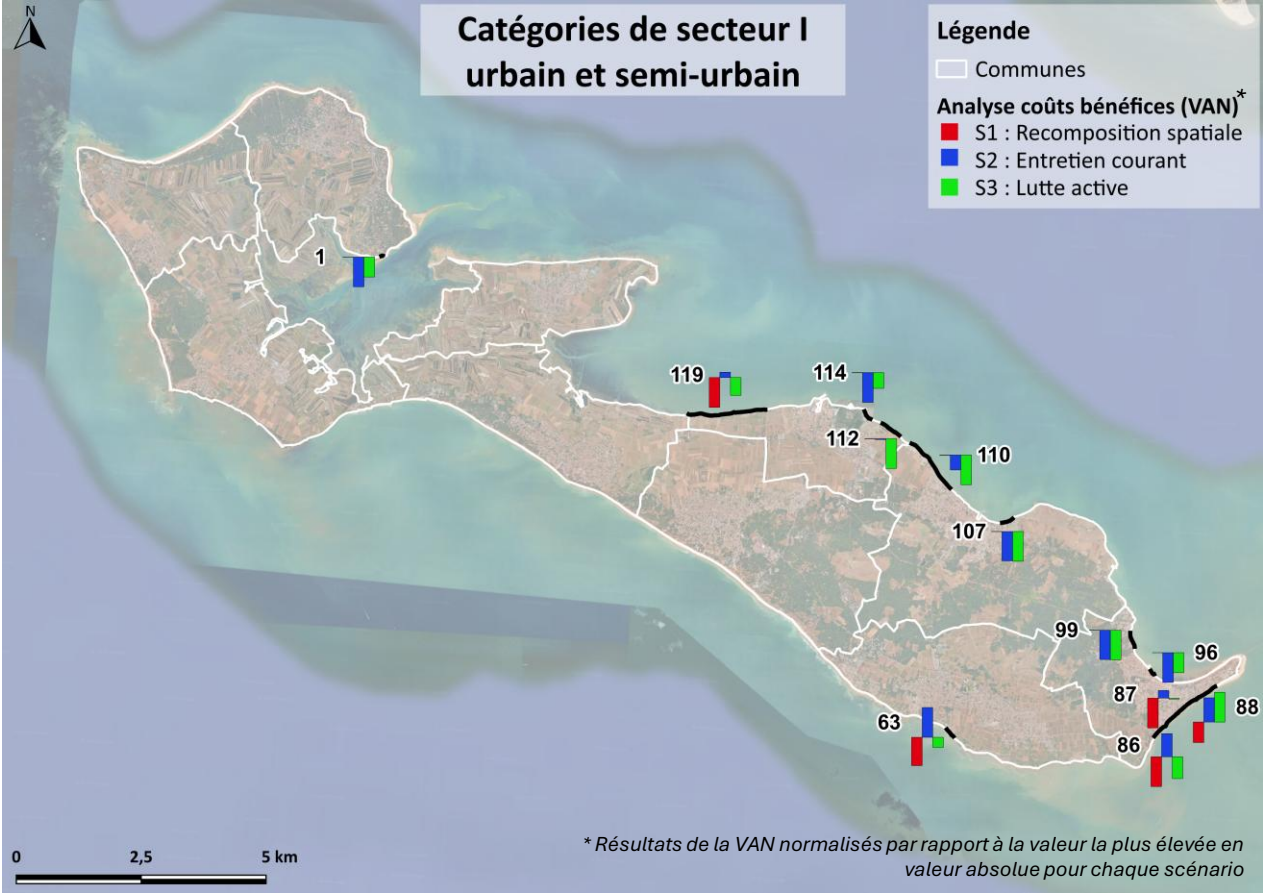 N
Catégories de secteur I
urbain et semi-urbain
Légende
Communes
Analyse coûts bénéfices (VAN)*
S1 : Recomposition spatiale
S2 : Entretien courant
S3 : Lutte active
1
119
114
112
110
107
99
96
87
88
63
86
* Résultats de la VAN normalisés par rapport à la valeur la plus élevée en
valeur absolue pour chaque scénario
0 2,5 5 km